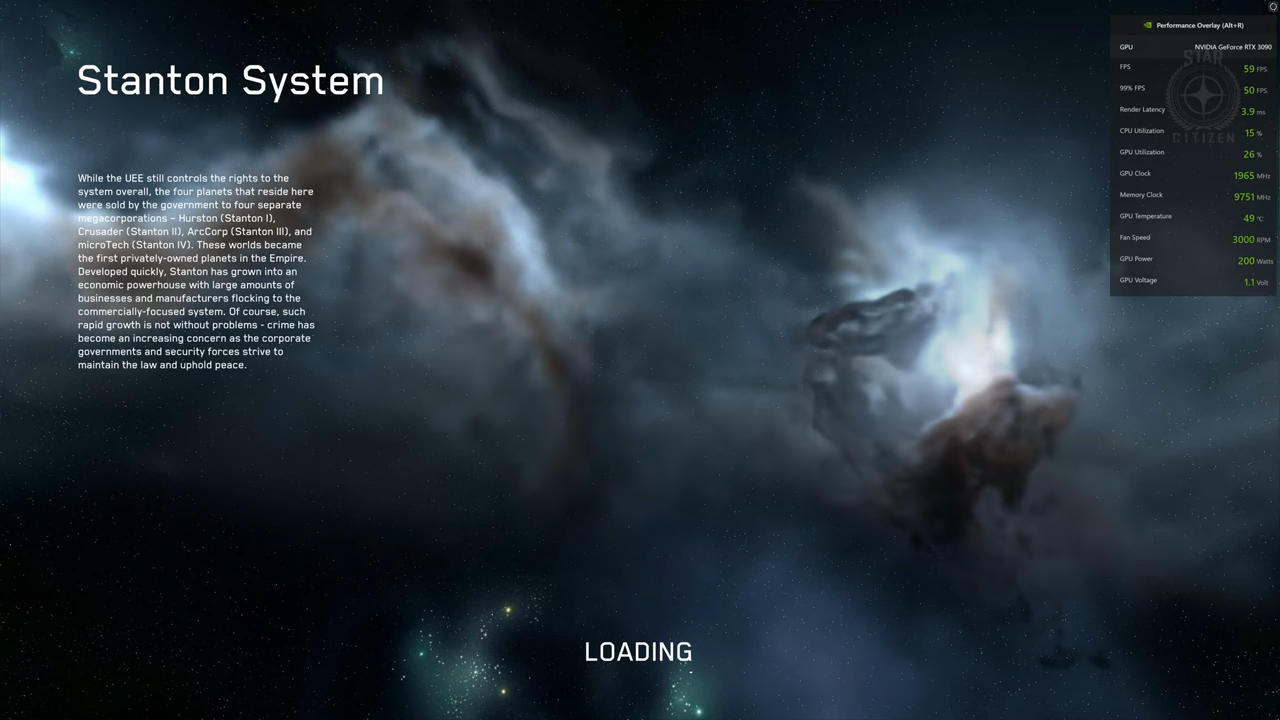 Stanton System
While the UEE still controls the rights to the
system overall, the four planets that reside here
were sold by the government to four separate
megacorporations – Hurston (Stanton I),
Crusader (Stanton II), ArcCorp (Stanton III), and
microTech (Stanton IV). These worlds became
the first privately-owned planets in the Empire.
Developed quickly, Stanton has grown into an
economic powerhouse with large amounts of
businesses and manufacturers flocking to the
commercially-focused system. Of course, such
rapid growth is not without problems - crime has
become an increasing concern as the corporate
governments and security forces strive to
maintain the law and uphold peace.
LOADING
Performance Overlay (Alt+R)
GPU NVIDIA GeForce RTX 3090
STAR
CITIZEN
FPS 59 FPS
99% FPS 50 FPS
Render Latency 3.9 ms
CPU Utilization 15 %
GPU Utilization 26 %
GPU Clock 1965 MHz
Memory Clock 9751 MHz
GPU Temperature 49 °C
Fan Speed 3000 RPM
GPU Power 200 Watts
GPU Voltage 1.1 Volt